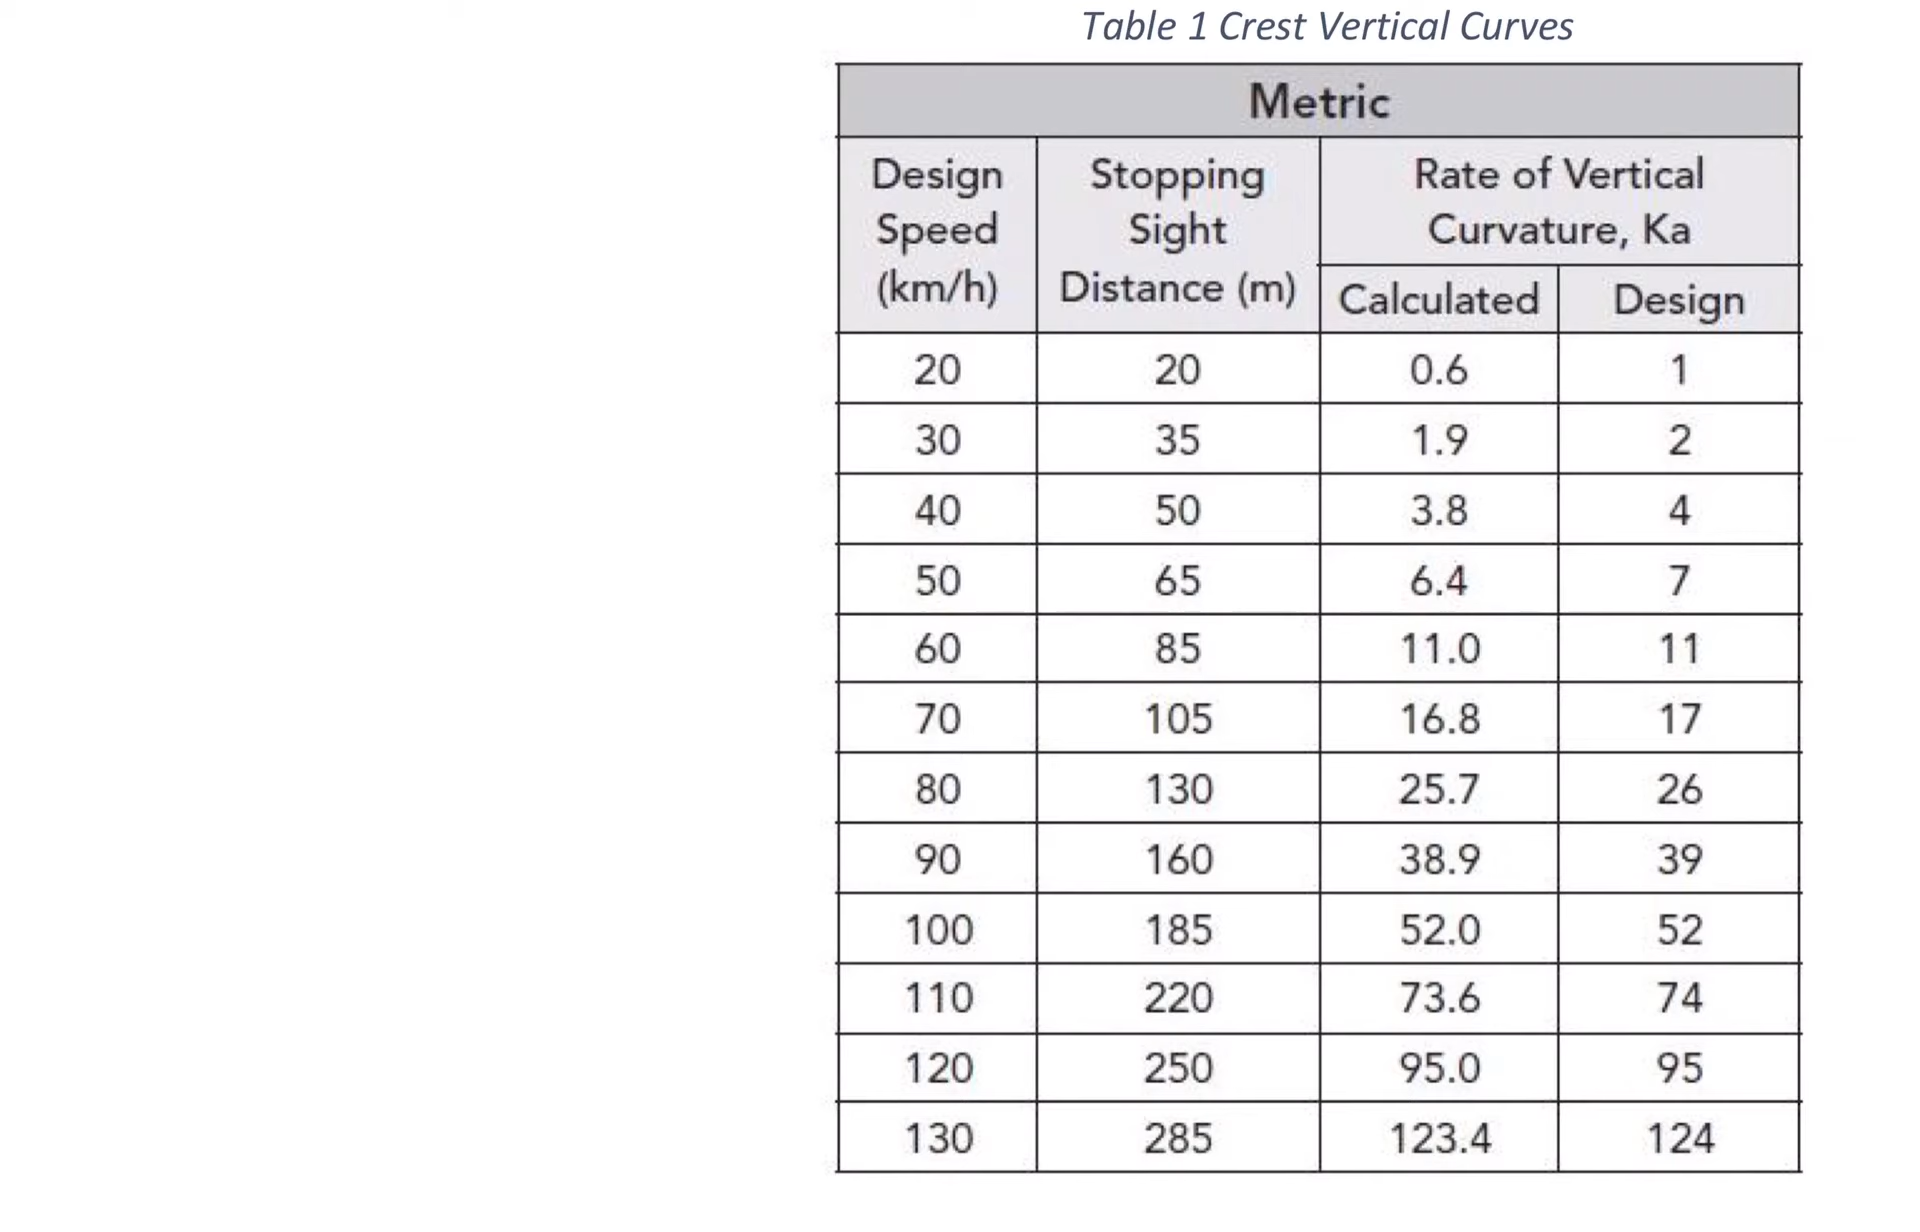 Table 1 Crest Vertical Curves
Metric
Design Speed (km/h) Stopping Sight Distance (m) Rate of Vertical Curvature, Ka
Calculated Design
20 20 0.6 1
30 35 1.9 2
40 50 3.8 4
50 65 6.4 7
60 85 11.0 11
70 105 16.8 17
80 130 25.7 26
90 160 38.9 39
100 185 52.0 52
110 220 73.6 74
120 250 95.0 95
130 285 123.4 124